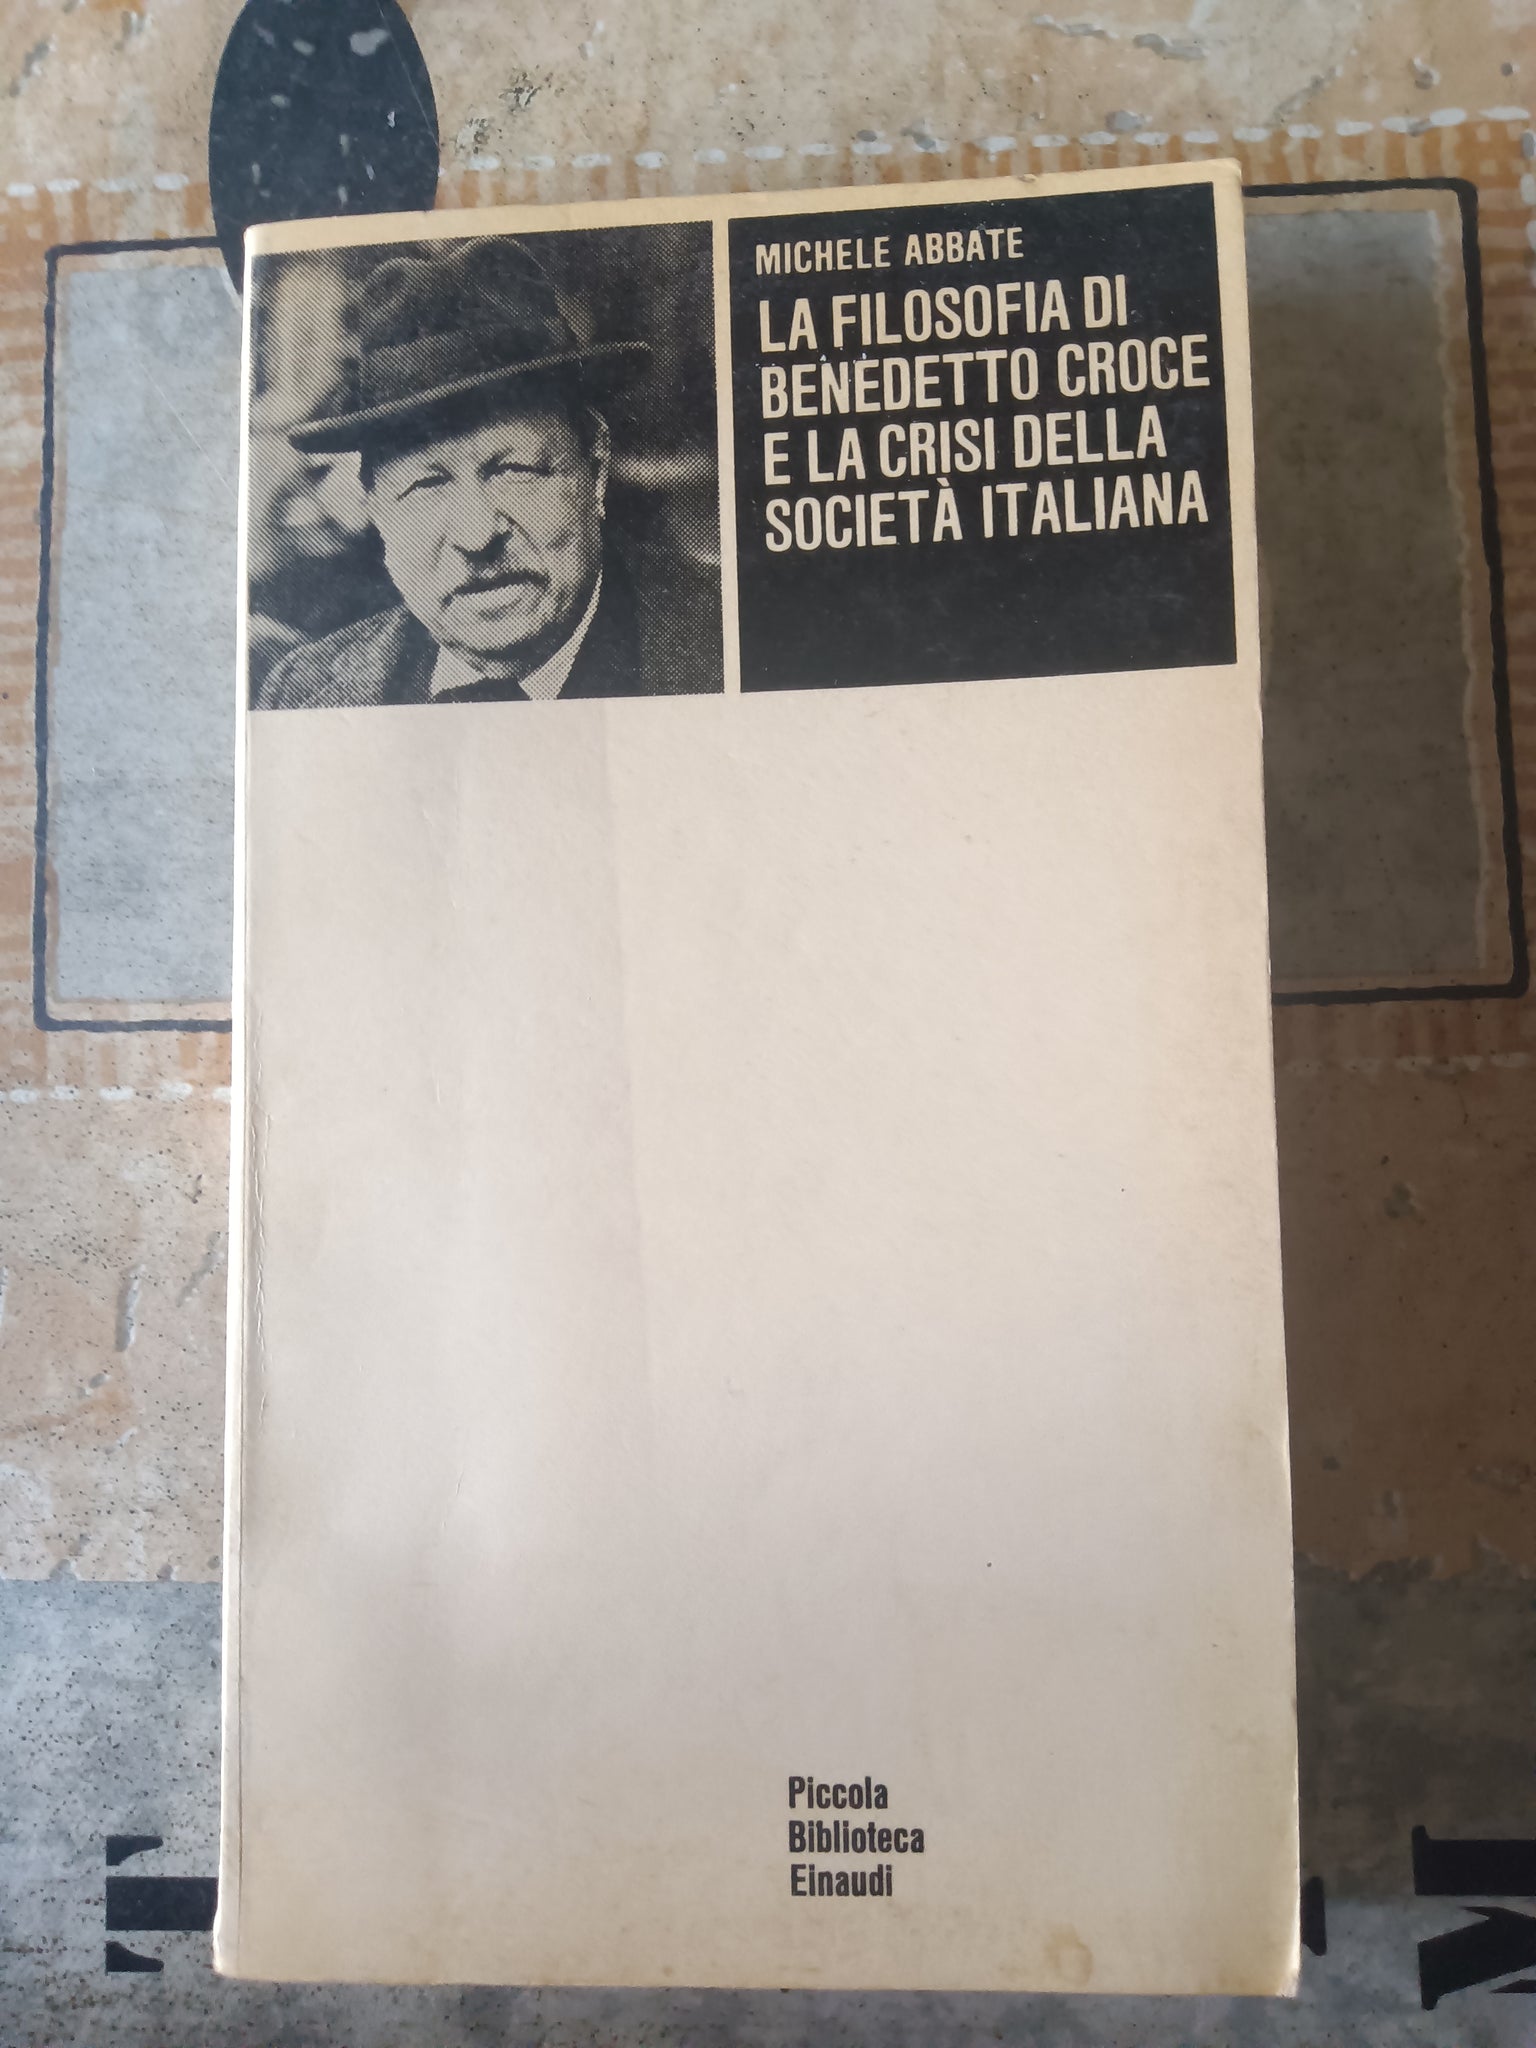 MICHELE ABBATE
LA FILOSOFIA DI
BENEDETTO CROCE
E LA CRISI DELLA
SOCIETÀ ITALIANA
Piccola
Biblioteca
Einaudi